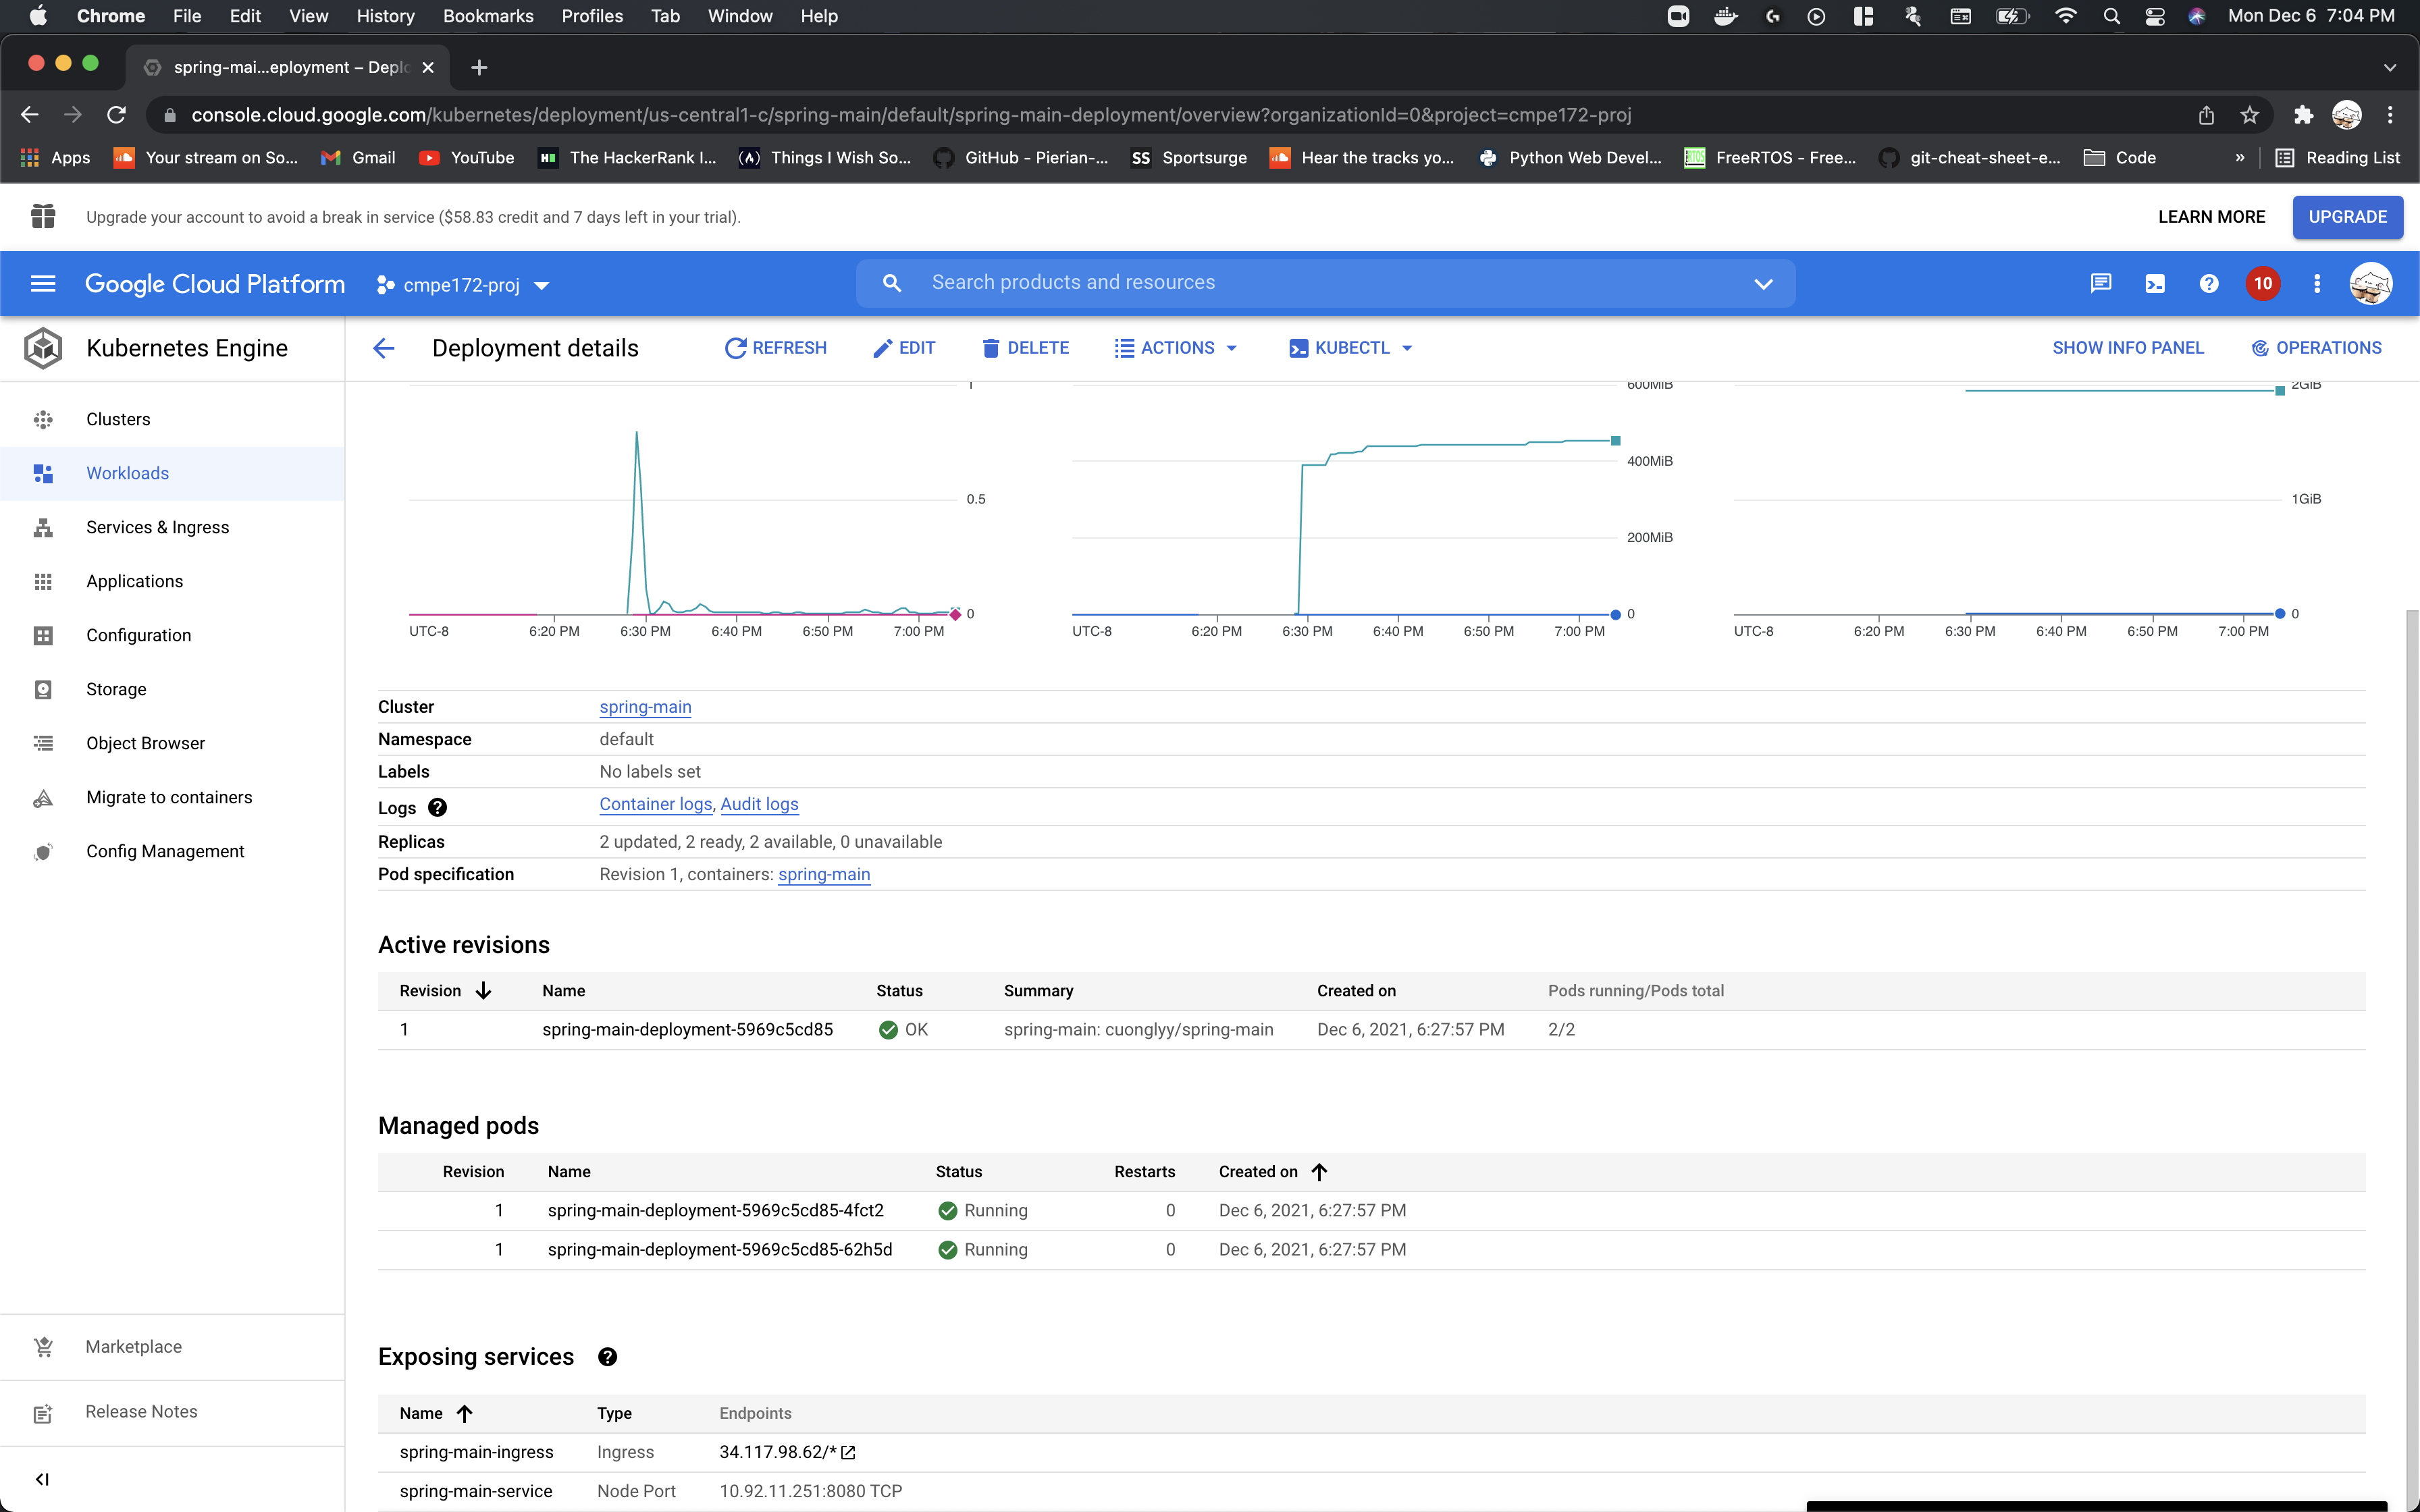 Chrome File Edit View History Bookmarks Profiles Tab Window Help Mon Dec 6 7:04 PM
spring-mai...eployment – Deplo
console.cloud.google.com/kubernetes/deployment/us-central1-c/spring-main/default/spring-main-deployment/overview?organizationId=0&project=cmpe172-proj
Apps Your stream on So... Gmail YouTube The HackerRank I... Things I Wish So... GitHub - Pierian-... SS Sportsurge Hear the tracks yo... Python Web Devel... FreeRTOS - Free... git-cheat-sheet-e... Code » Reading List
Upgrade your account to avoid a break in service ($58.83 credit and 7 days left in your trial). LEARN MORE UPGRADE
Google Cloud Platform cmpe172-proj Search products and resources 10
Kubernetes Engine
Deployment details REFRESH EDIT DELETE ACTIONS KUBECTL SHOW INFO PANEL OPERATIONS
Clusters
Workloads
Services & Ingress
Applications
Configuration
Storage
Object Browser
Migrate to containers
Config Management
Marketplace
Release Notes
1
0.5
0
UTC-8 6:20 PM 6:30 PM 6:40 PM 6:50 PM 7:00 PM
600MiB
400MiB
200MiB
0
UTC-8 6:20 PM 6:30 PM 6:40 PM 6:50 PM 7:00 PM
2GiB
1GiB
0
UTC-8 6:20 PM 6:30 PM 6:40 PM 6:50 PM 7:00 PM
Cluster spring-main
Namespace default
Labels No labels set
Logs Container logs, Audit logs
Replicas 2 updated, 2 ready, 2 available, 0 unavailable
Pod specification Revision 1, containers: spring-main
Active revisions
Revision Name Status Summary Created on Pods running/Pods total
1 spring-main-deployment-5969c5cd85 OK spring-main: cuonglyy/spring-main Dec 6, 2021, 6:27:57 PM 2/2
Managed pods
Revision Name Status Restarts Created on
1 spring-main-deployment-5969c5cd85-4fct2 Running 0 Dec 6, 2021, 6:27:57 PM
1 spring-main-deployment-5969c5cd85-62h5d Running 0 Dec 6, 2021, 6:27:57 PM
Exposing services
Name Type Endpoints
spring-main-ingress Ingress 34.117.98.62/*
spring-main-service Node Port 10.92.11.251:8080 TCP